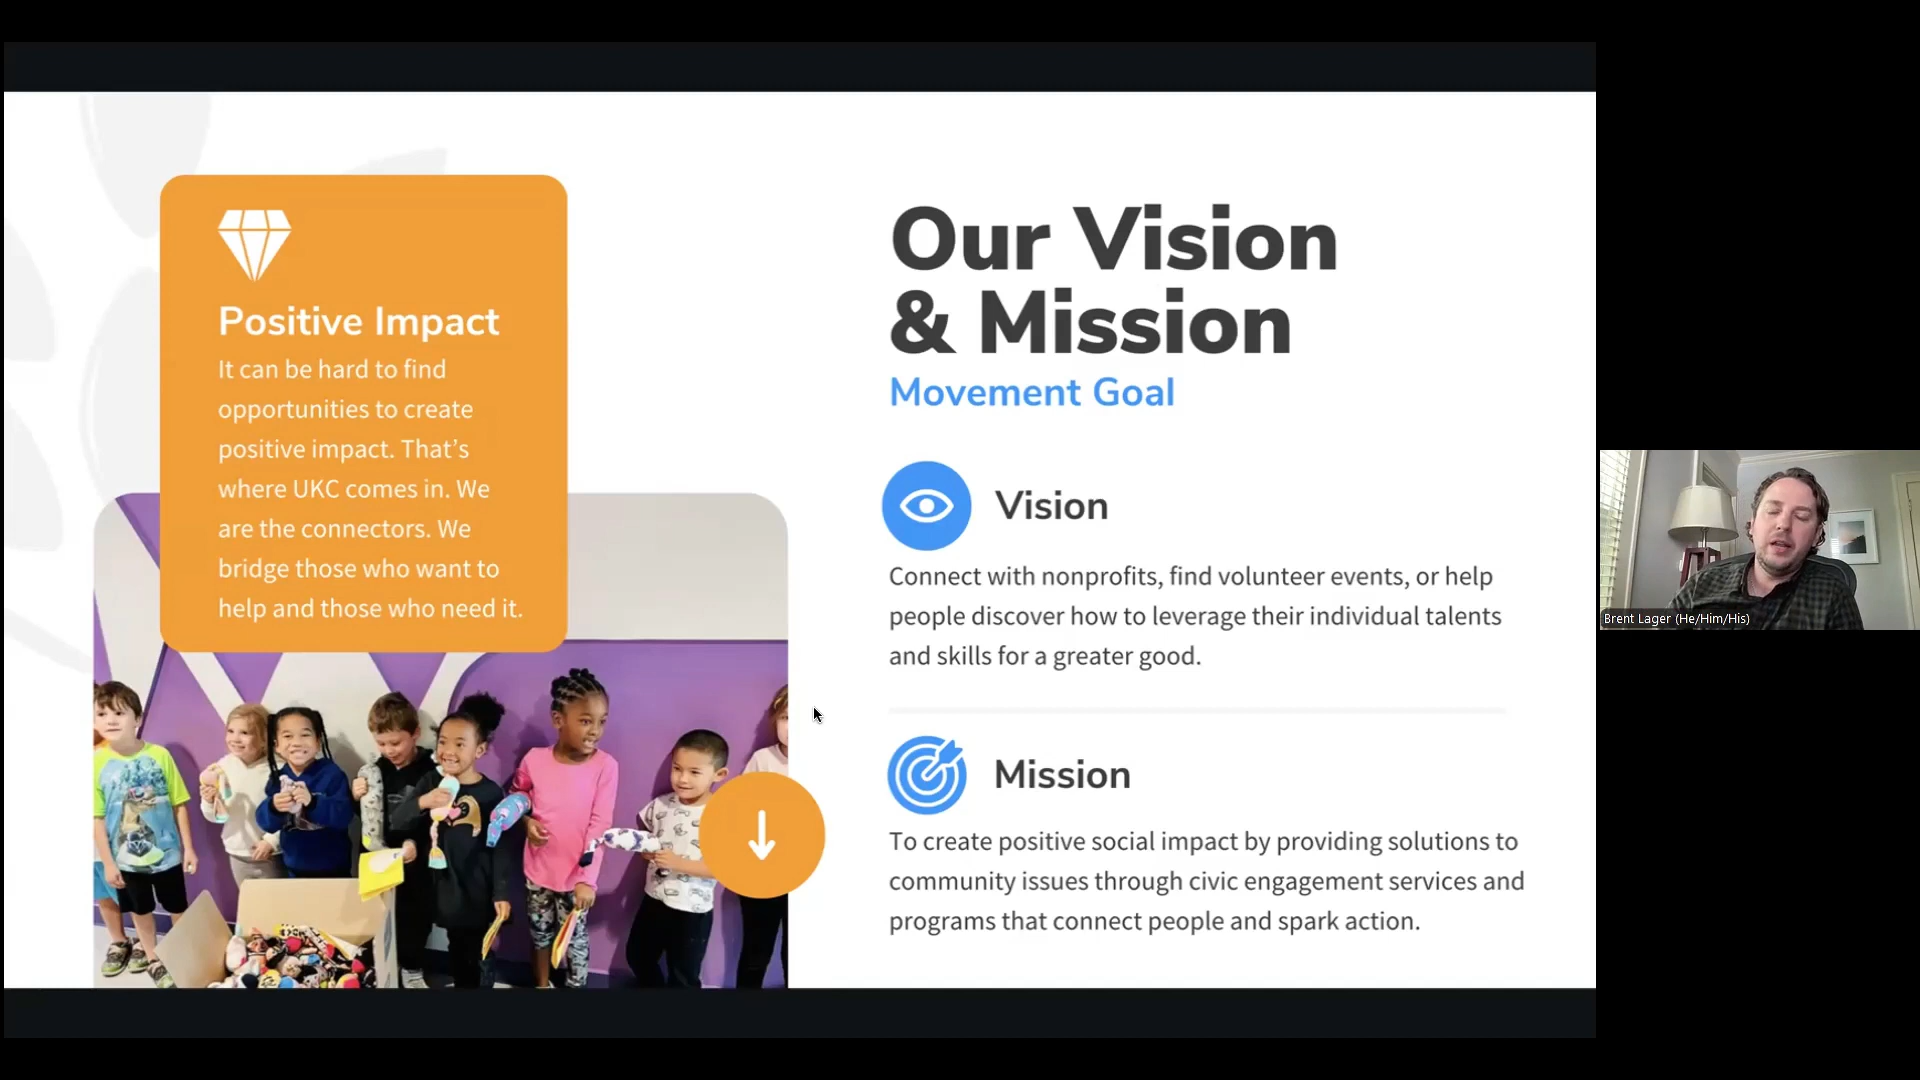 Positive Impact
It can be hard to find
opportunities to create
positive impact. That’s
where UKC comes in. We
are the connectors. We
bridge those who want to
help and those who need it.
Our Vision
& Mission
Movement Goal
Vision
Connect with nonprofits, find volunteer events, or help
people discover how to leverage their individual talents
and skills for a greater good.
Mission
To create positive social impact by providing solutions to
community issues through civic engagement services and
programs that connect people and spark action.
Brent Lager (He/Him/His)